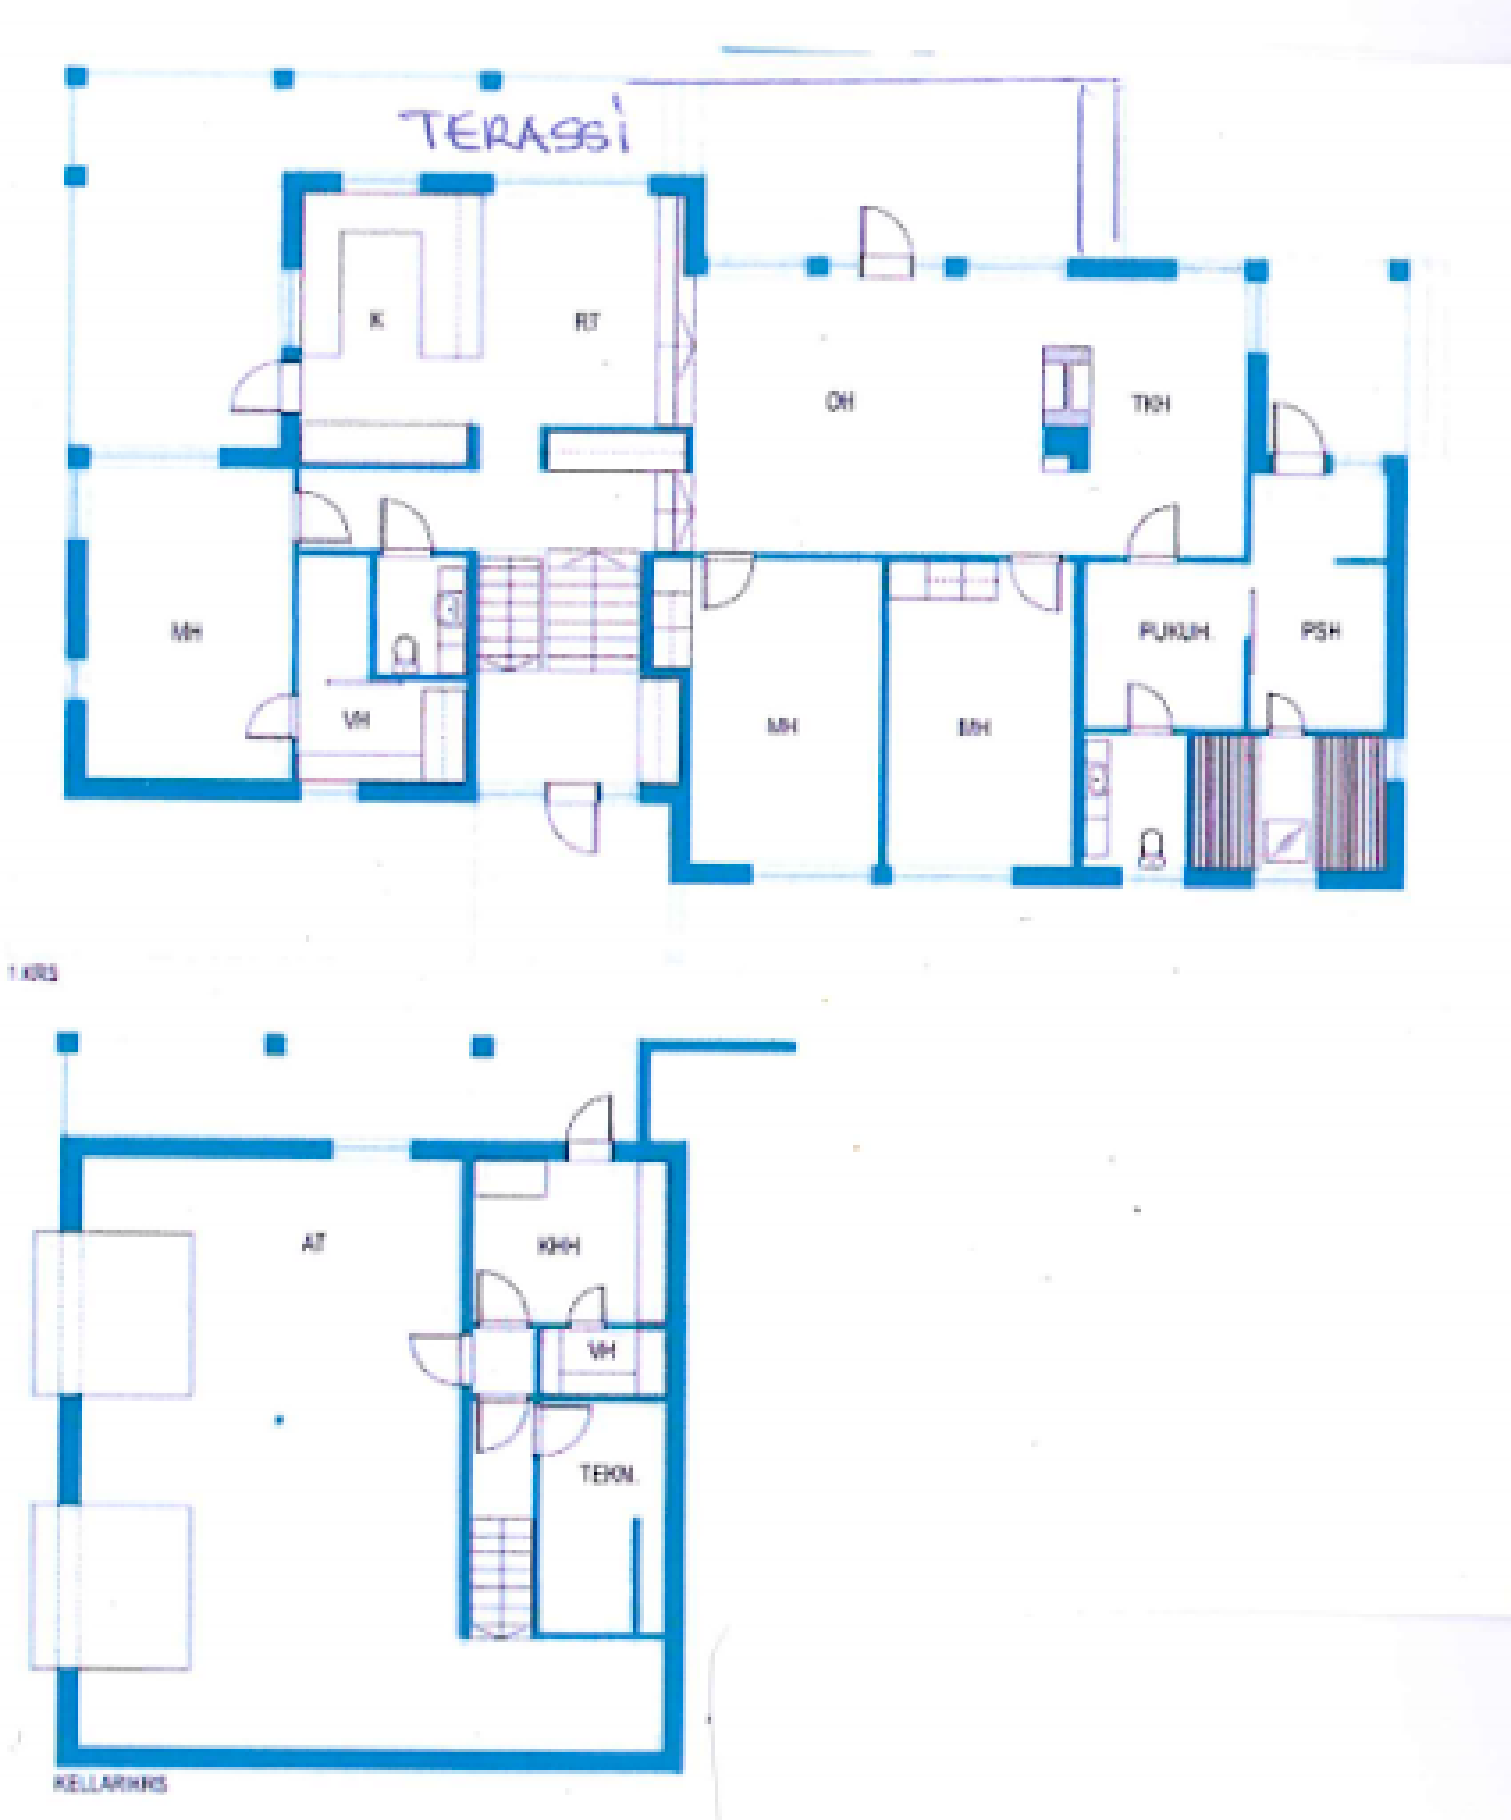 TERASSi
K
RT
OH
TKH
MH
VH
MH
MH
PUKUH.
PSH
1.KRS
AT
KHH
VH
TEKN.
KELLARIKRS